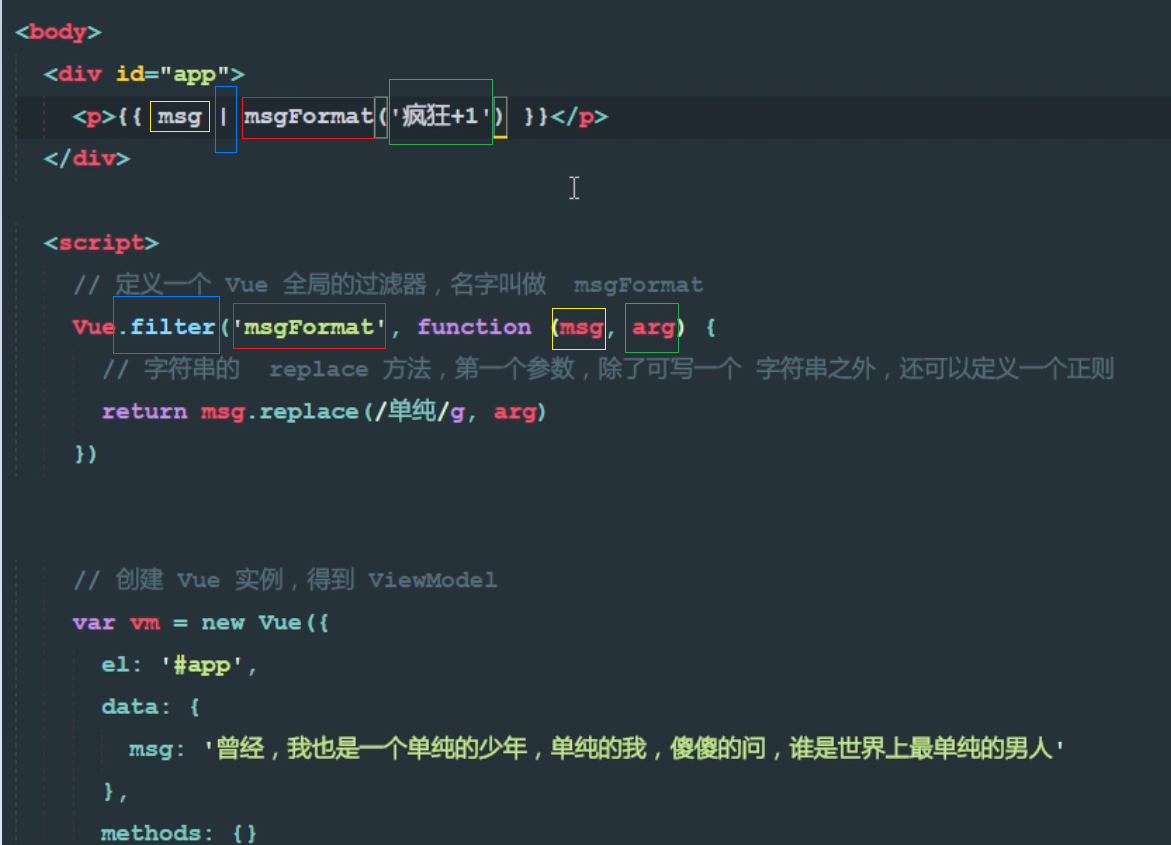 <body>
<div id="app">
<p>{{ msg | msgFormat('疯狂+1') }}</p>
</div>
<script>
// 定义一个 Vue 全局的过滤器，名字叫做 msgFormat
Vue.filter('msgFormat', function (msg, arg) {
// 字符串的 replace 方法，第一个参数，除了可写一个 字符串之外，还可以定义一个正则
return msg.replace(/单纯/g, arg)
})
// 创建 Vue 实例，得到 ViewModel
var vm = new Vue({
el: '#app',
data: {
msg: '曾经，我也是一个单纯的少年，单纯的我，傻傻的问，谁是世界上最单纯的男人'
},
methods: {}